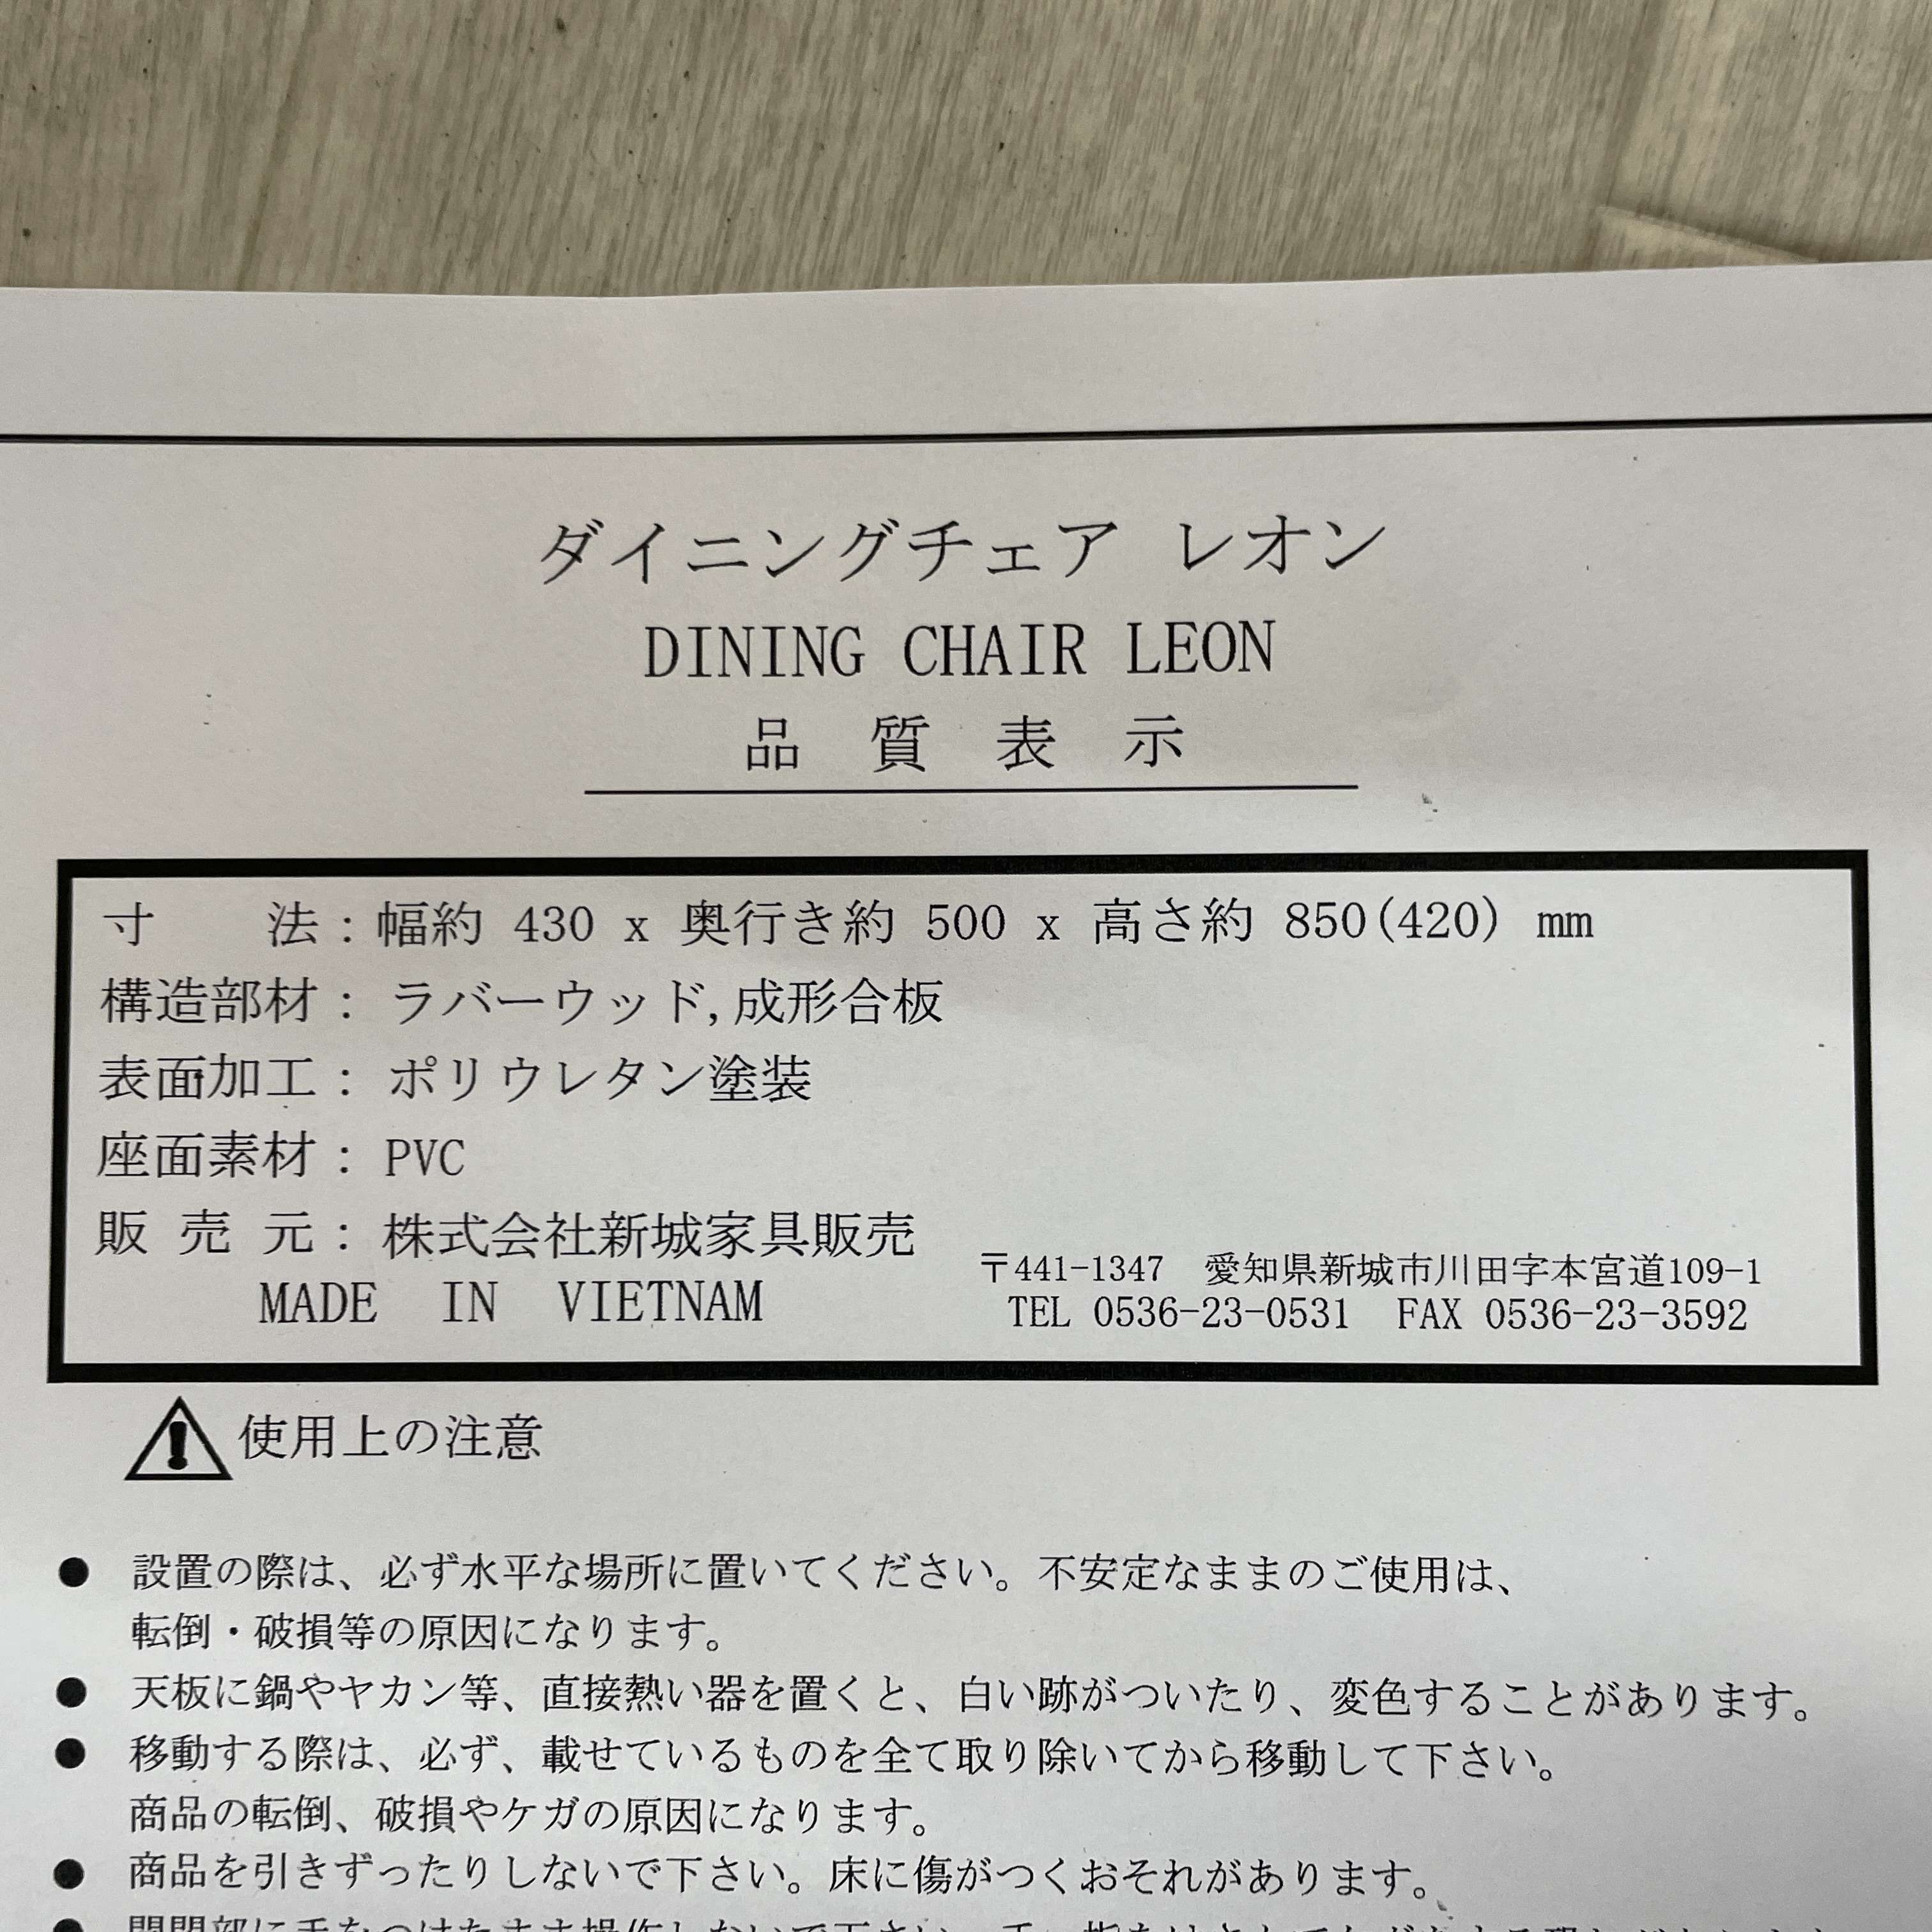 ダイニングチェア レオン
DINING CHAIR LEON
品 質 表 示
寸 法：幅約 430 x 奥行き約 500 x 高さ約 850(420) mm
構造部材： ラバーウッド,成形合板
表面加工： ポリウレタン塗装
座面素材： PVC
販 売 元： 株式会社新城家具販売
〒441-1347 愛知県新城市川田字本宮道109-1
MADE IN VIETNAM
TEL 0536-23-0531 FAX 0536-23-3592
使用上の注意
● 設置の際は、必ず水平な場所に置いてください。不安定なままのご使用は、
転倒・破損等の原因になります。
● 天板に鍋やヤカン等、直接熱い器を置くと、白い跡がついたり、変色することがあります。
● 移動する際は、必ず、載せているものを全て取り除いてから移動して下さい。
商品の転倒、破損やケガの原因になります。
● 商品を引きずったりしないで下さい。床に傷がつくおそれがあります。